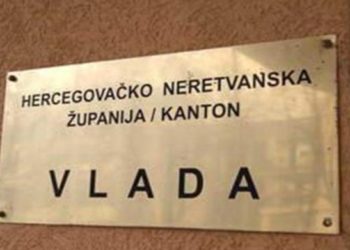 HERCEGOVAČKO NERETVANSKA
ŽUPANIJA / KANTON
VLADA